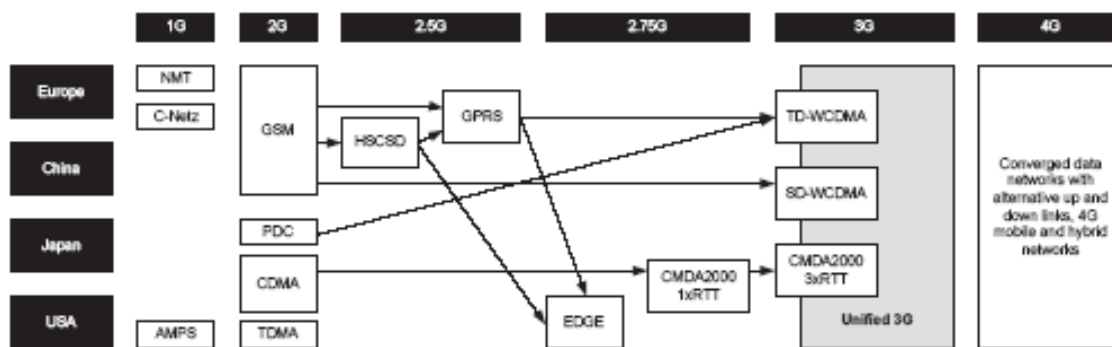 1G 2G 2.5G 2.75G 3G 4G
Europe
NMT
C-Netz
GSM
HSCSD
GPRS
TD-WCDMA
China
SD-WCDMA
Converged data
networks with
alternative up and
down links, 4G
mobile and hybrid
networks
Japan
PDC
CDMA
CMDA2000
1xRTT
CMDA2000
3xRTT
USA
AMPS
TDMA
EDGE
Unified 3G